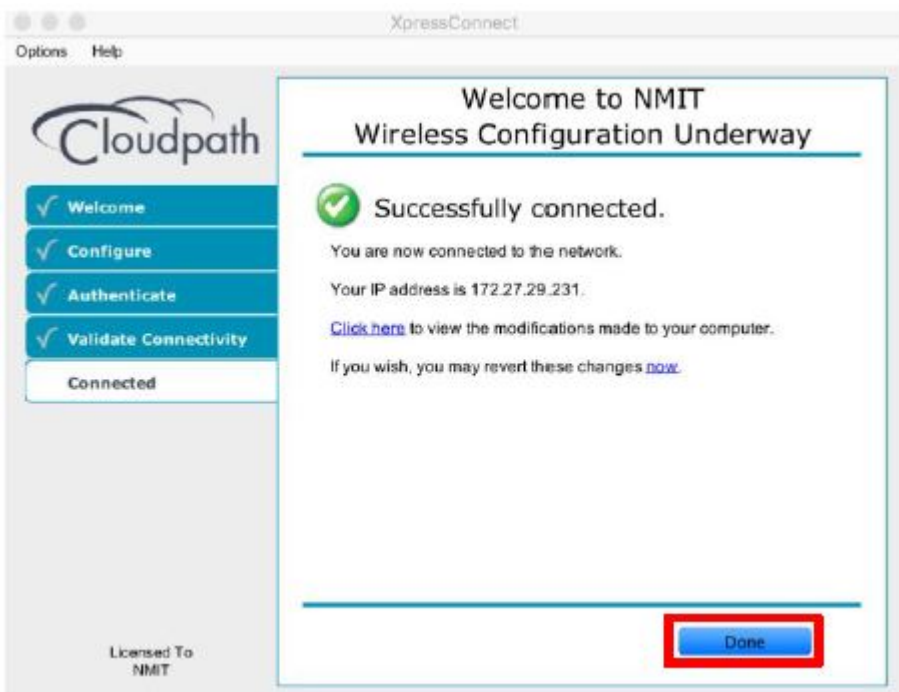 XpressConnect
Options Help
Cloudpath
Welcome
Configure
Authenticate
Validate Connectivity
Connected
Licensed To
NMIT
Welcome to NMIT
Wireless Configuration Underway
Successfully connected.
You are now connected to the network.
Your IP address is 172.27.29.231.
Click here to view the modifications made to your computer.
If you wish, you may revert these changes now.
Done